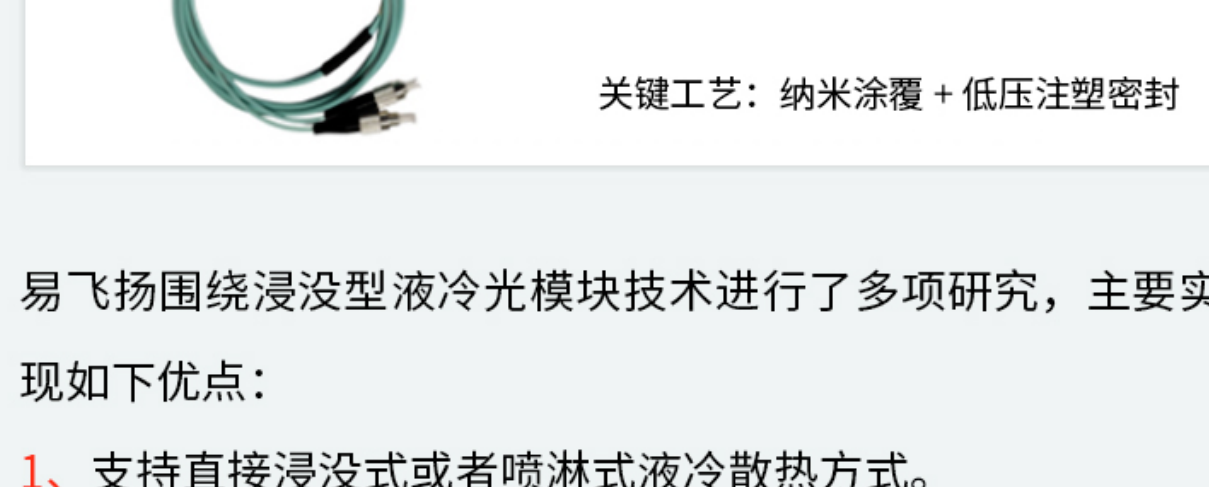 关键工艺：纳米涂覆 + 低压注塑密封
易飞扬围绕浸没型液冷光模块技术进行了多项研究，主要实
现如下优点：
1、支持直接浸没式或者喷淋式液冷散热方式。